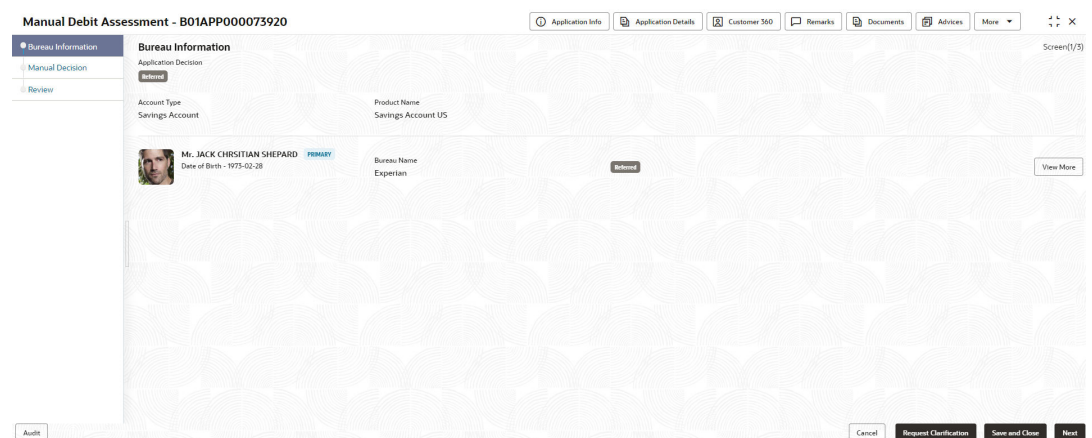 Manual Debit Assessment - B01APP000073920
Application Info
Application Details
Customer 360
Remarks
Documents
Advices
More
Bureau Information
Manual Decision
Review
Bureau Information
Screen(1/3)
Application Decision
Referred
Account Type
Product Name
Savings Account
Savings Account US
Mr. JACK CHRSITIAN SHEPARD PRIMARY
Date of Birth - 1973-02-28
Bureau Name
Experian
Referred
View More
Audit
Cancel
Request Clarification
Save and Close
Next